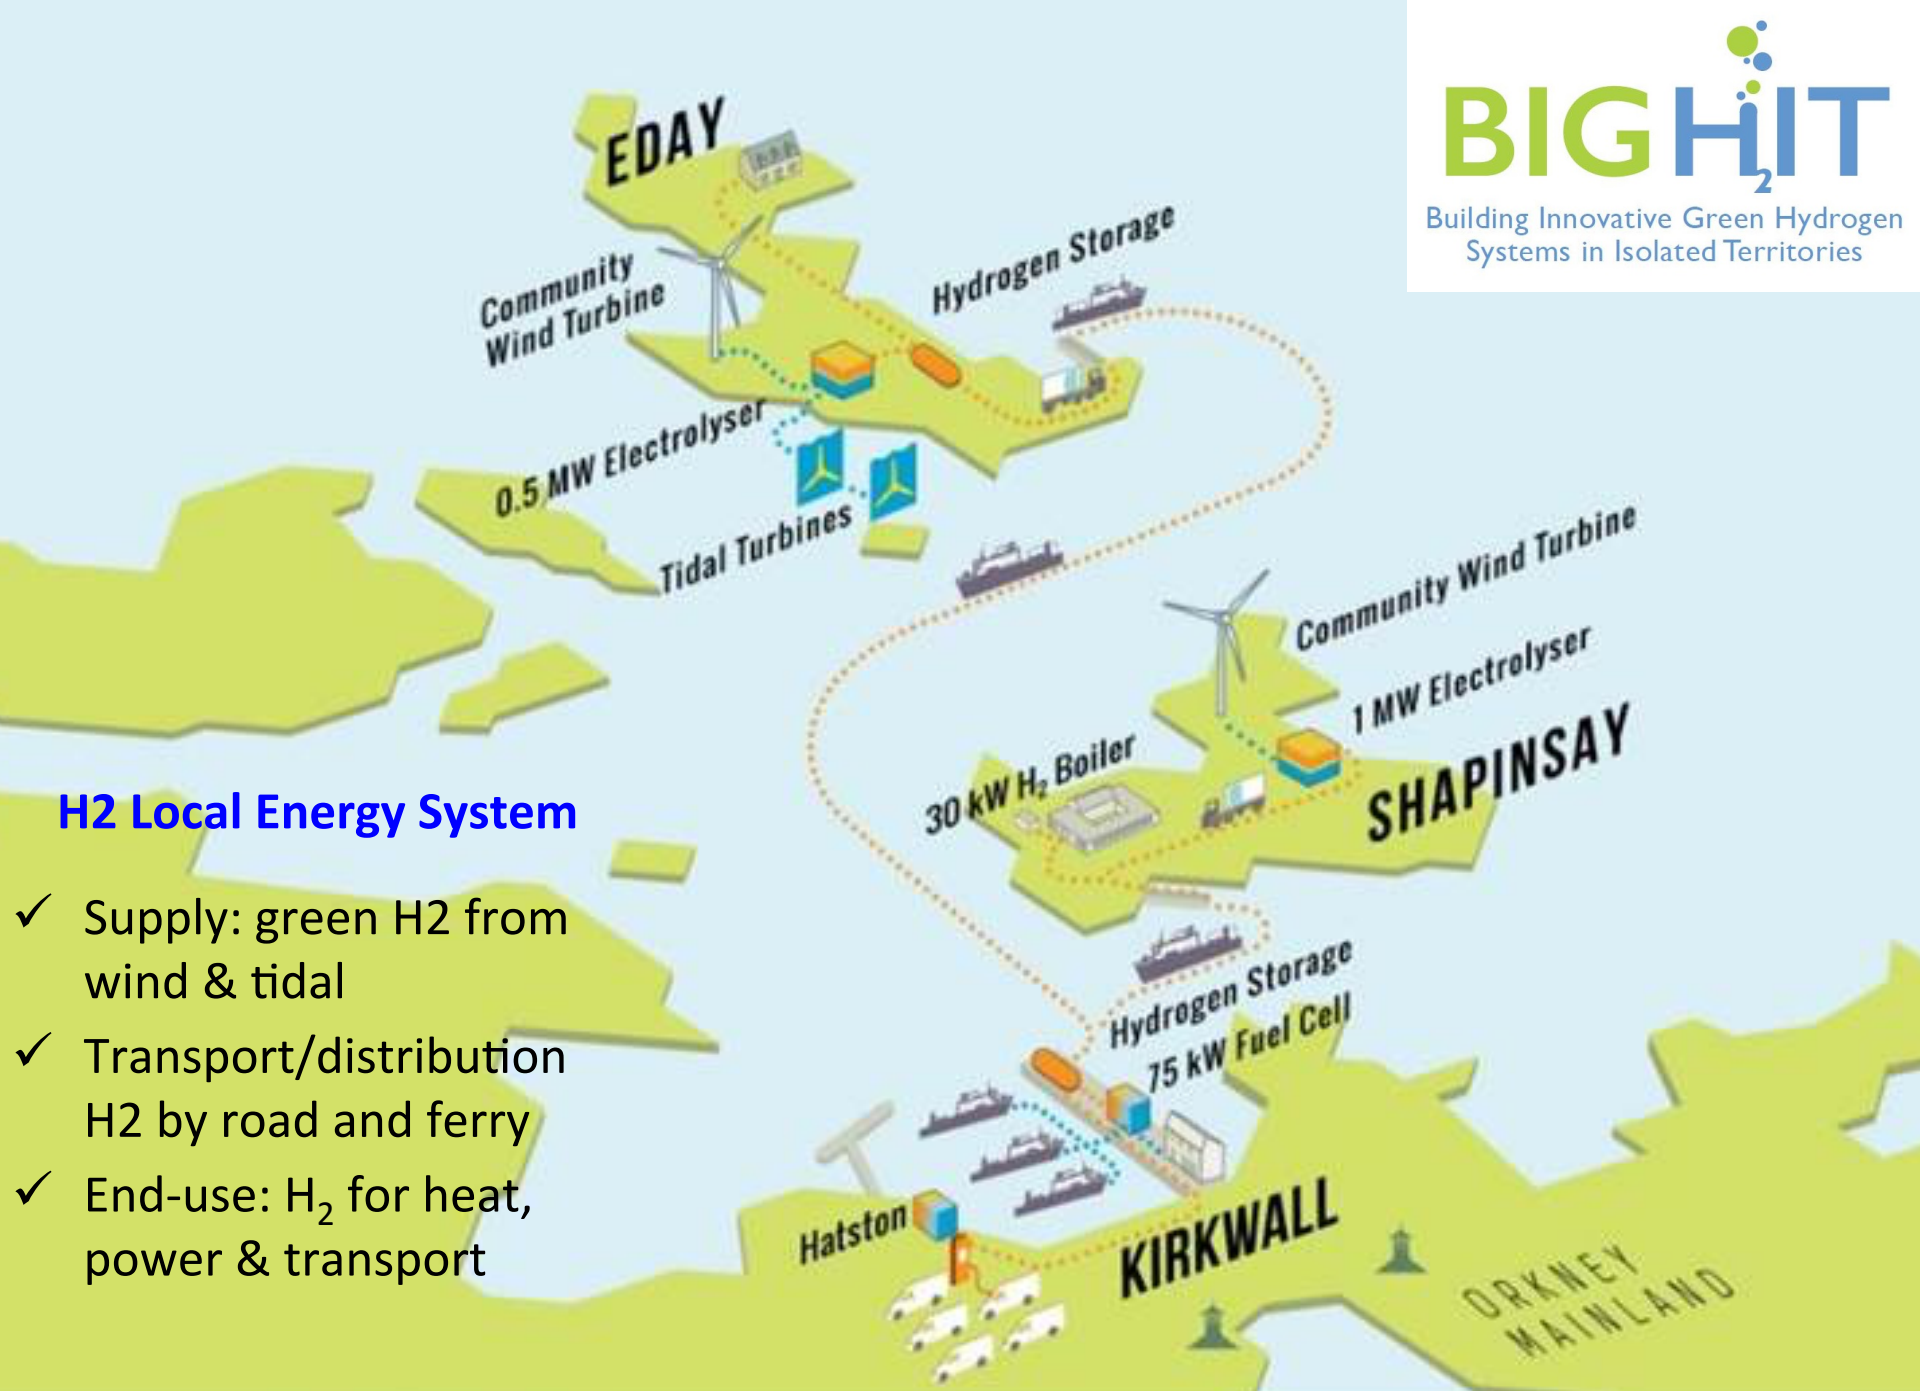 BIGHIT
2
Building Innovative Green Hydrogen
Systems in Isolated Territories
EDAY
Community
Wind Turbine
Hydrogen Storage
0.5 MW Electrolyser
Tidal Turbines
Community Wind Turbine
1 MW Electrolyser
SHAPINSAY
30 kW H₂ Boiler
H2 Local Energy System
✓ Supply: green H2 from
wind & tidal
✓ Transport/distribution
H2 by road and ferry
✓ End-use: H₂ for heat,
power & transport
Hydrogen Storage
75 kW Fuel Cell
Hatston
KIRKWALL
ORKNEY
MAINLAND